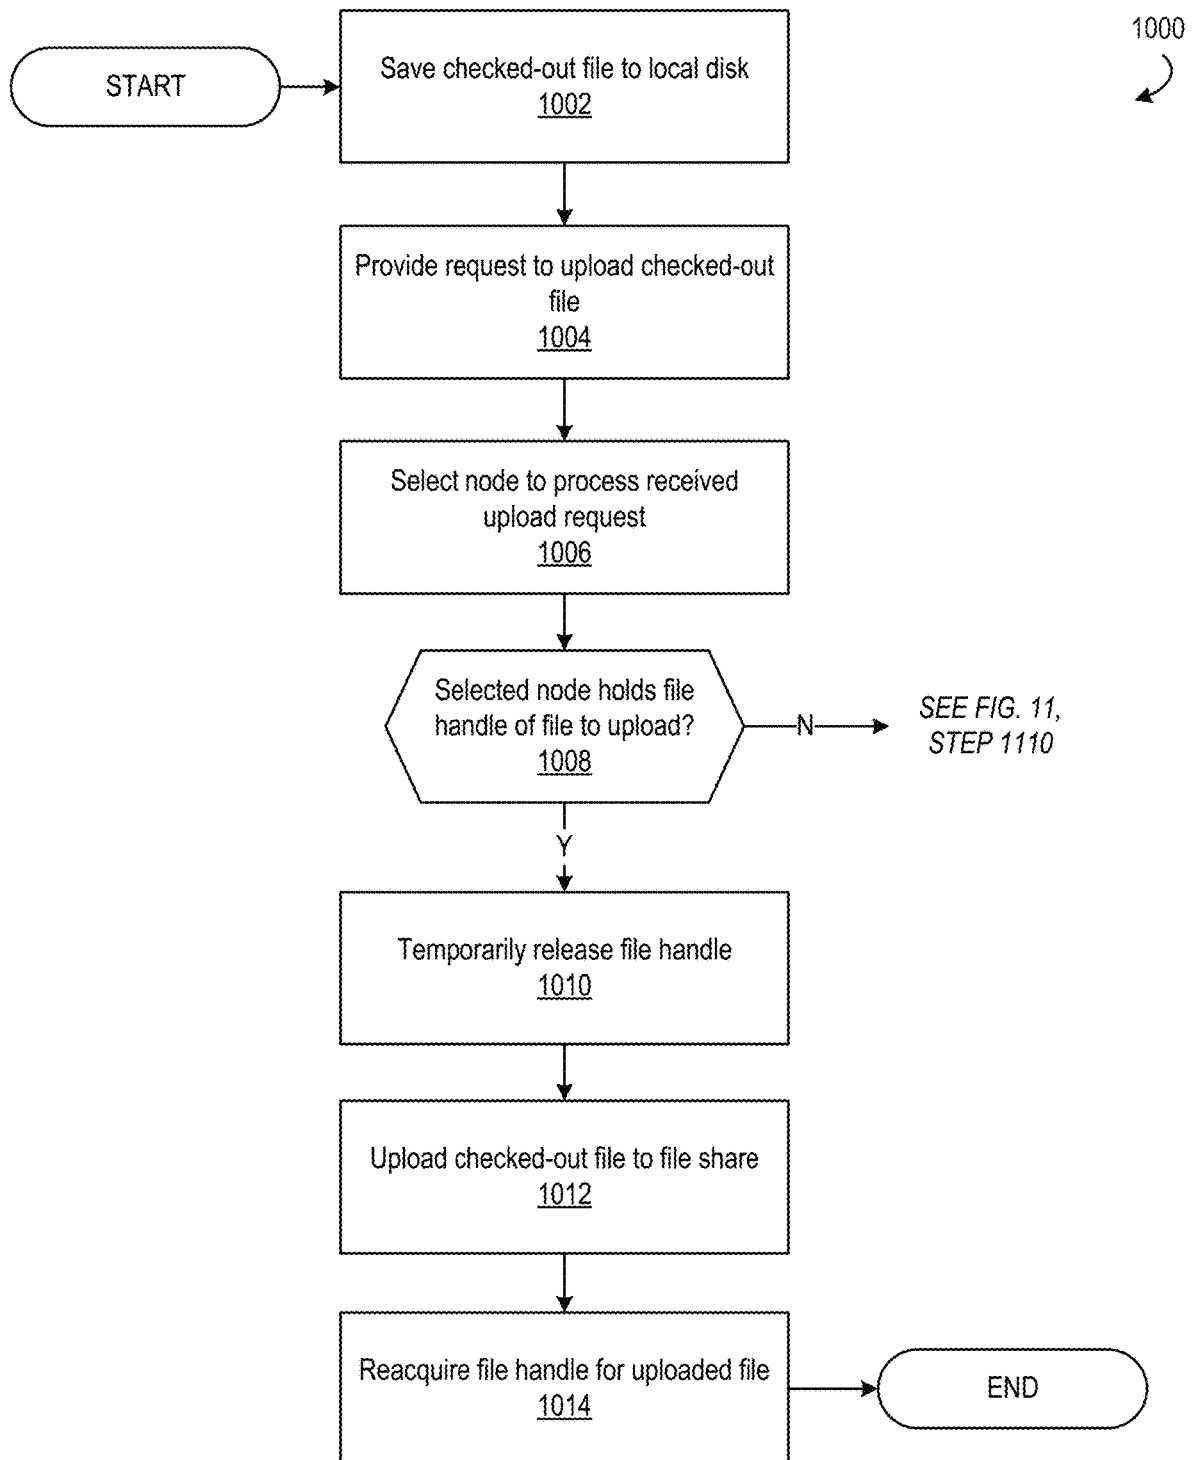 1000
START
Save checked-out file to local disk
1002
Provide request to upload checked-out
file
1004
Select node to process received
upload request
1006
Selected node holds file
handle of file to upload?
1008
N
SEE FIG. 11,
STEP 1110
Y
Temporarily release file handle
1010
Upload checked-out file to file share
1012
Reacquire file handle for uploaded file
1014
END